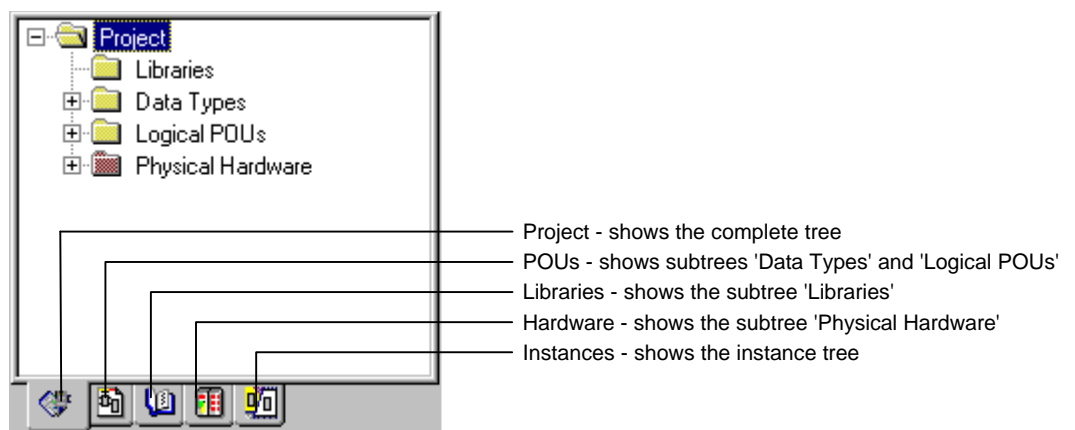 Project
Libraries
Data Types
Logical POUs
Physical Hardware
Project - shows the complete tree
POUs - shows subtrees 'Data Types' and 'Logical POUs'
Libraries - shows the subtree 'Libraries'
Hardware - shows the subtree 'Physical Hardware'
Instances - shows the instance tree